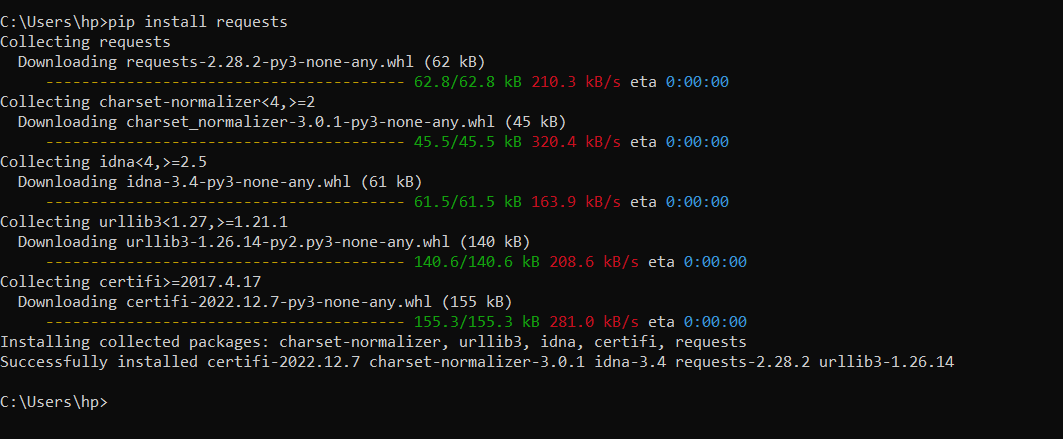 C:\Users\hp>pip install requests
Collecting requests
  Downloading requests-2.28.2-py3-none-any.whl (62 kB)
     ---------------------------------------- 62.8/62.8 kB 210.3 kB/s eta 0:00:00
Collecting charset-normalizer<4,>=2
  Downloading charset_normalizer-3.0.1-py3-none-any.whl (45 kB)
     ---------------------------------------- 45.5/45.5 kB 320.4 kB/s eta 0:00:00
Collecting idna<4,>=2.5
  Downloading idna-3.4-py3-none-any.whl (61 kB)
     ---------------------------------------- 61.5/61.5 kB 163.9 kB/s eta 0:00:00
Collecting urllib3<1.27,>=1.21.1
  Downloading urllib3-1.26.14-py2.py3-none-any.whl (140 kB)
     ---------------------------------------- 140.6/140.6 kB 208.6 kB/s eta 0:00:00
Collecting certifi>=2017.4.17
  Downloading certifi-2022.12.7-py3-none-any.whl (155 kB)
     ---------------------------------------- 155.3/155.3 kB 281.0 kB/s eta 0:00:00
Installing collected packages: charset-normalizer, urllib3, idna, certifi, requests
Successfully installed certifi-2022.12.7 charset-normalizer-3.0.1 idna-3.4 requests-2.28.2 urllib3-1.26.14
C:\Users\hp>